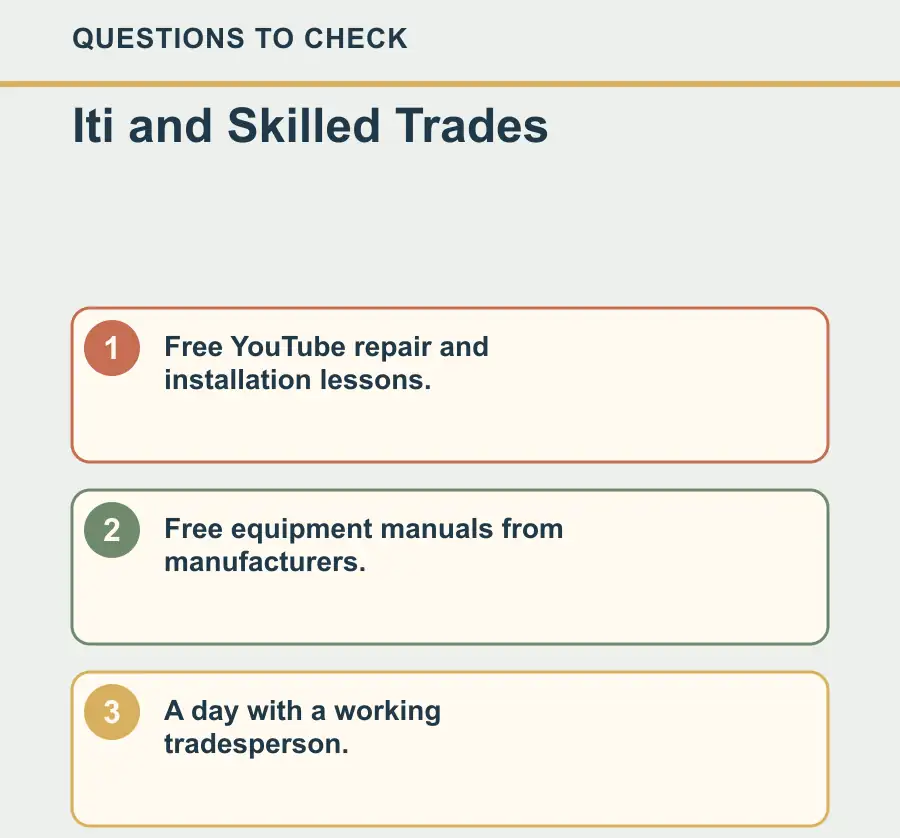 QUESTIONS TO CHECK
Iti and Skilled Trades
1
Free YouTube repair and
installation lessons.
2
Free equipment manuals from
manufacturers.
3
A day with a working
tradesperson.